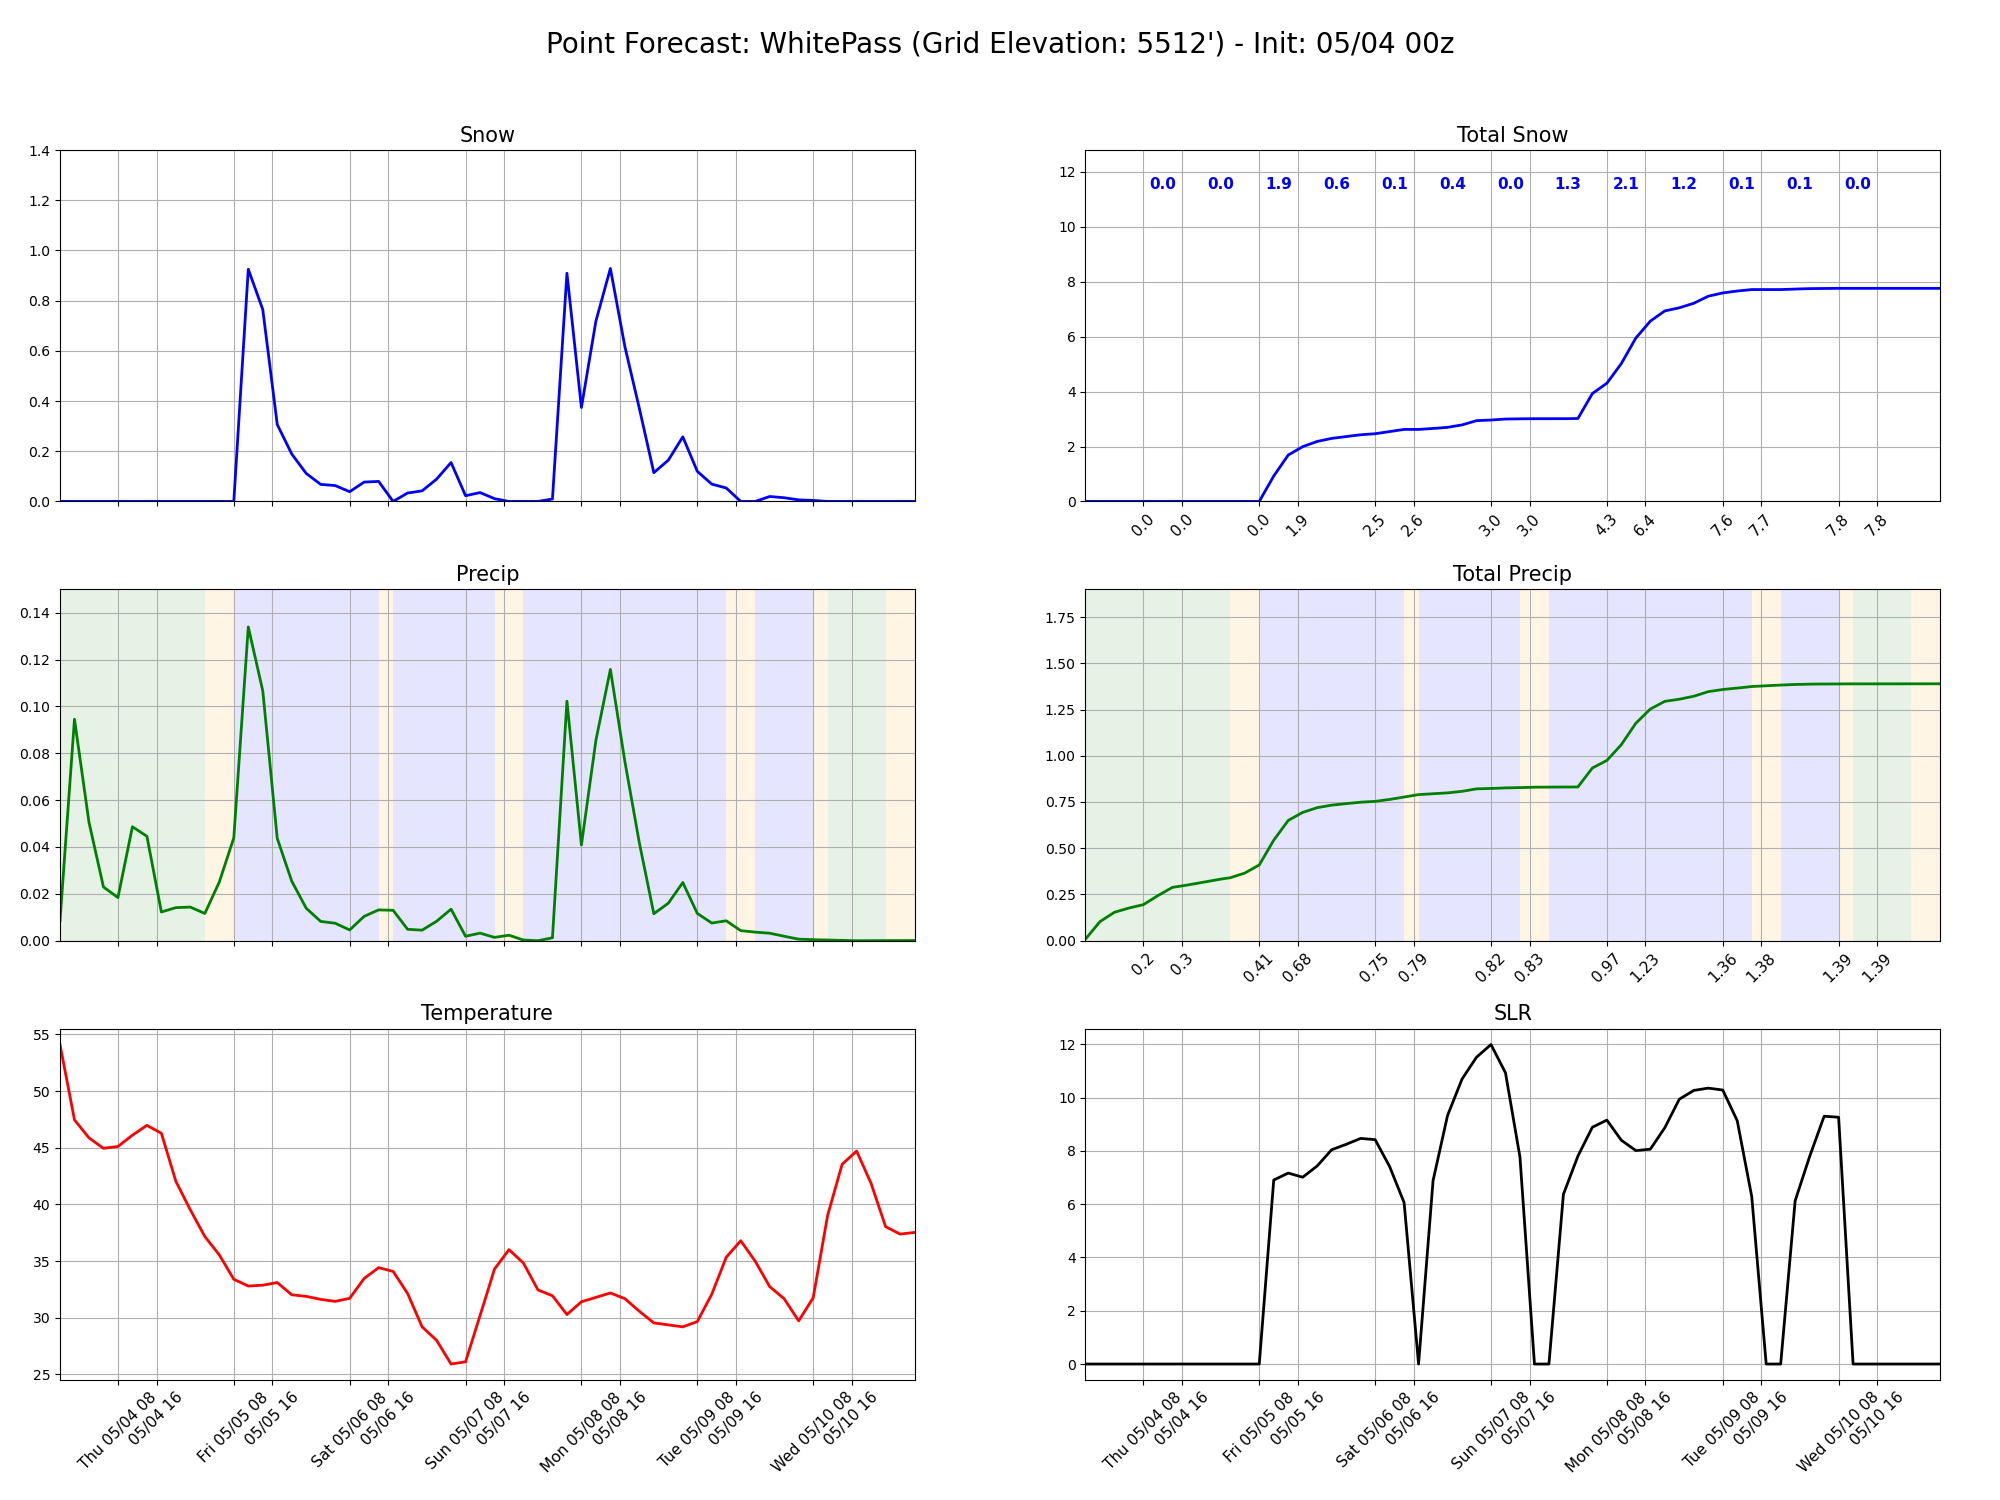 Point Forecast: WhitePass (Grid Elevation: 5512') - Init: 05/04 00z
Snow
1.4
1.2
1.0
0.8
0.6
0.4
0.2
0.0
Total Snow
12
10
8
6
4
2
0
0.0 0.0 1.9 0.6 0.1 0.4 0.0 1.3 2.1 1.2 0.1 0.1 0.0
0.0 0.0 0.0 1.9 2.5 2.6 3.0 3.0 4.3 6.4 7.6 7.7 7.8 7.8
Precip
0.14
0.12
0.10
0.08
0.06
0.04
0.02
0.00
Total Precip
1.75
1.50
1.25
1.00
0.75
0.50
0.25
0.00
0.2 0.3 0.41 0.68 0.75 0.79 0.82 0.83 0.97 1.23 1.36 1.38 1.39 1.39
Temperature
55
50
45
40
35
30
25
Thu 05/04 08
05/04 16
Fri 05/05 08
05/05 16
Sat 05/06 08
05/06 16
Sun 05/07 08
05/07 16
Mon 05/08 08
05/08 16
Tue 05/09 08
05/09 16
Wed 05/10 08
05/10 16
SLR
12
10
8
6
4
2
0
Thu 05/04 08
05/04 16
Fri 05/05 08
05/05 16
Sat 05/06 08
05/06 16
Sun 05/07 08
05/07 16
Mon 05/08 08
05/08 16
Tue 05/09 08
05/09 16
Wed 05/10 08
05/10 16